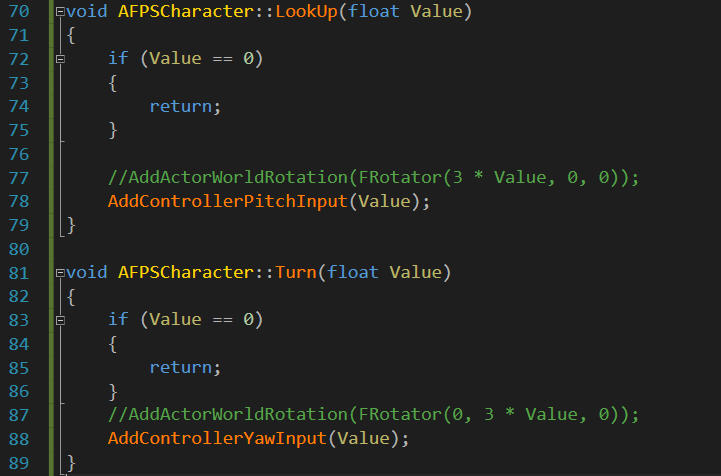 70 void AFPSCharacter::LookUp(float Value)
71 {
72     if (Value == 0)
73     {
74         return;
75     }
76
77     //AddActorWorldRotation(FRotator(3 * Value, 0, 0));
78     AddControllerPitchInput(Value);
79 }
80
81 void AFPSCharacter::Turn(float Value)
82 {
83     if (Value == 0)
84     {
85         return;
86     }
87     //AddActorWorldRotation(FRotator(0, 3 * Value, 0));
88     AddControllerYawInput(Value);
89 }